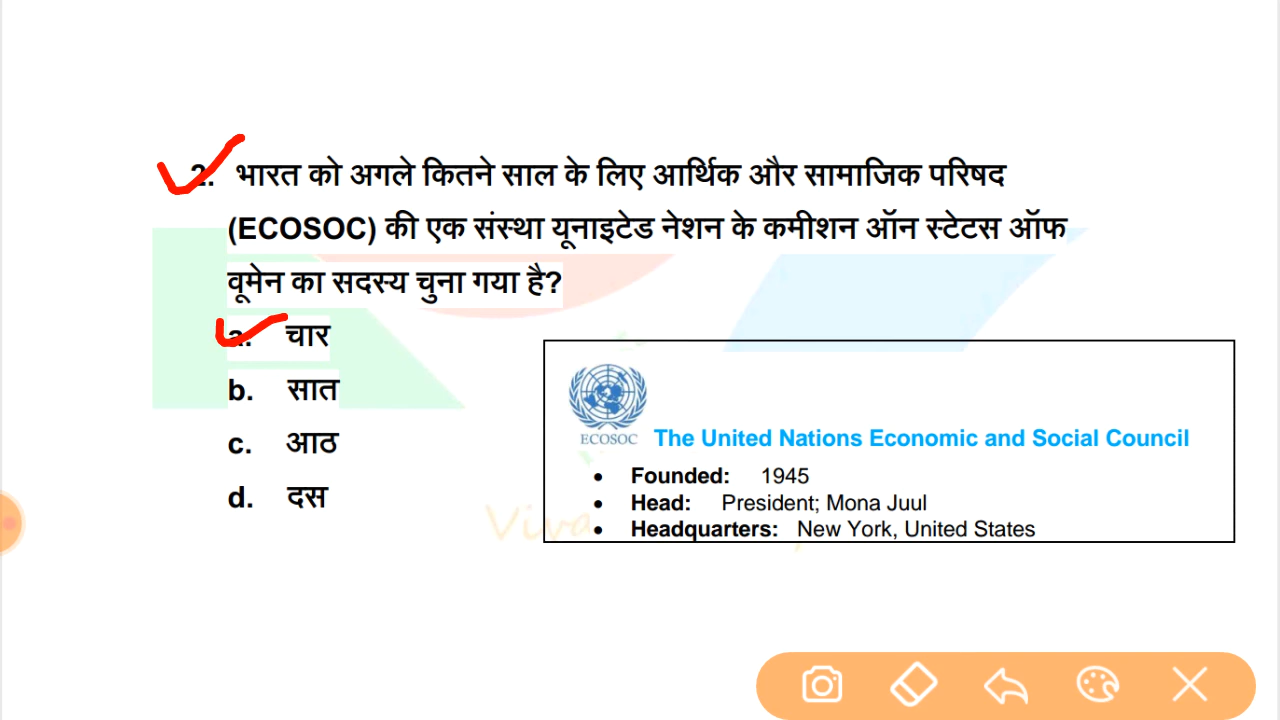 2. भारत को अगले कितने साल के लिए आर्थिक और सामाजिक परिषद
(ECOSOC) की एक संस्था यूनाइटेड नेशन के कमीशन ऑन स्टेटस ऑफ
वूमेन का सदस्य चुना गया है?
a. चार
b. सात
c. आठ
d. दस
ECOSOC
The United Nations Economic and Social Council
• Founded: 1945
• Head: President; Mona Juul
• Headquarters: New York, United States